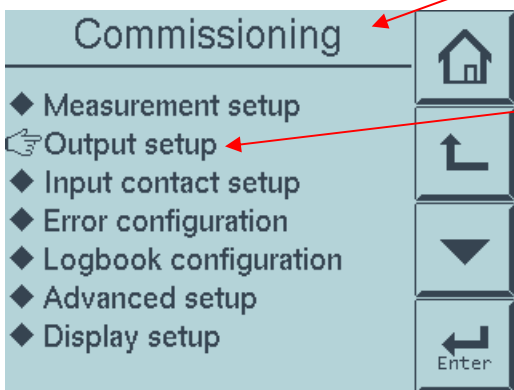 Commissioning
Measurement setup
Output setup
Input contact setup
Error configuration
Logbook configuration
Advanced setup
Display setup
Enter